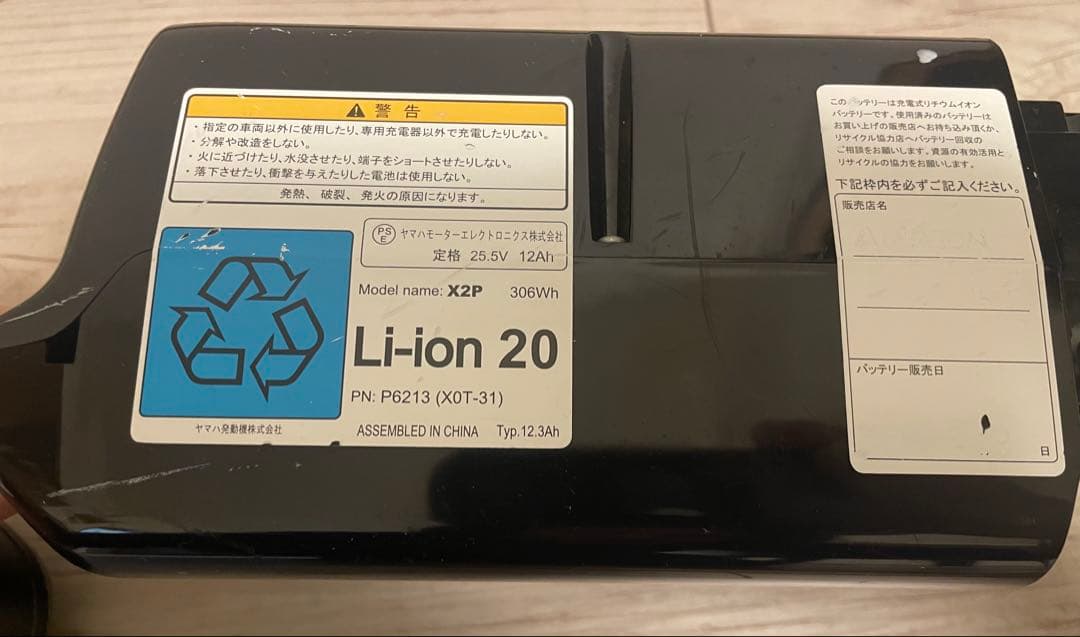 ⚠ 警告
・指定の車両以外に使用したり、専用充電器以外で充電したりしない。
・分解や改造をしない。
・火に近づけたり、水没させたり、端子をショートさせたりしない。
・落下させたり、衝撃を与えたりした電池は使用しない。
発熱、破裂、発火の原因になります。
PS
E
ヤマハモーターエレクトロニクス株式会社
定格 25.5V 12Ah
Model name: X2P 306Wh
Li-ion 20
PN: P6213 (X0T-31)
ヤマハ発動機株式会社
ASSEMBLED IN CHINA Typ.12.3Ah
このバッテリーは充電式リチウムイオン
バッテリーです。使用済みのバッテリーは
お買い上げの販売店へお持ち込み頂くか、
リサイクル協力店へバッテリー回収の
ご相談をお願いします。資源の有効活用と
リサイクルの協力をお願いします。
下記枠内を必ずご記入ください。
販売店名
バッテリー販売日
日